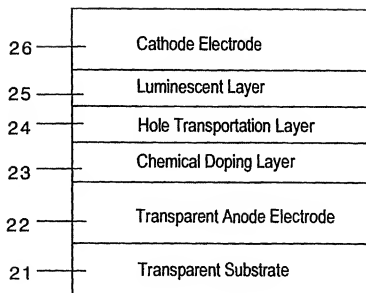 26 Cathode Electrode
25 Luminescent Layer
24 Hole Transportation Layer
23 Chemical Doping Layer
22 Transparent Anode Electrode
21 Transparent Substrate